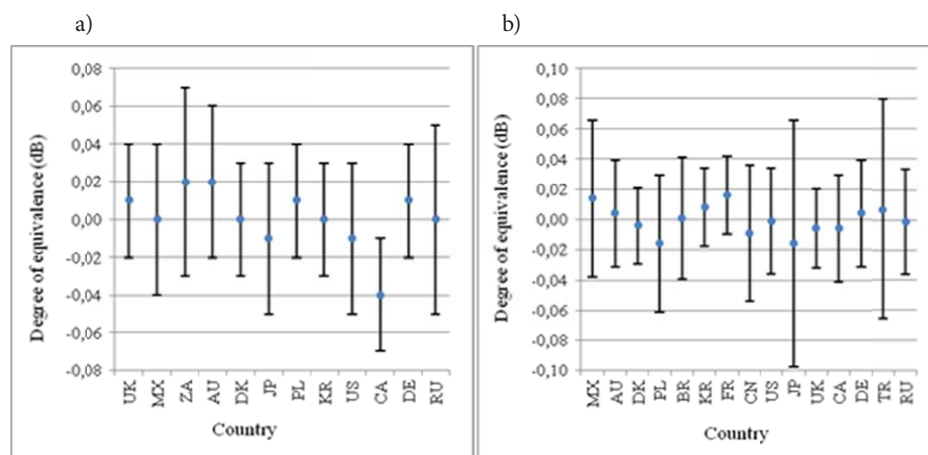 a)
Degree of equivalence (dB)
0,08
0,06
0,04
0,02
0,00
-0,02
-0,04
-0,06
-0,08
UK MX ZA AU DK JP PL KR US CA DE RU
Country
b)
Degree of equivalence (dB)
0,10
0,08
0,06
0,04
0,02
0,00
-0,02
-0,04
-0,06
-0,08
-0,10
MX AU DK PL BR KR FR CN US JP UK CA DE TR RU
Country